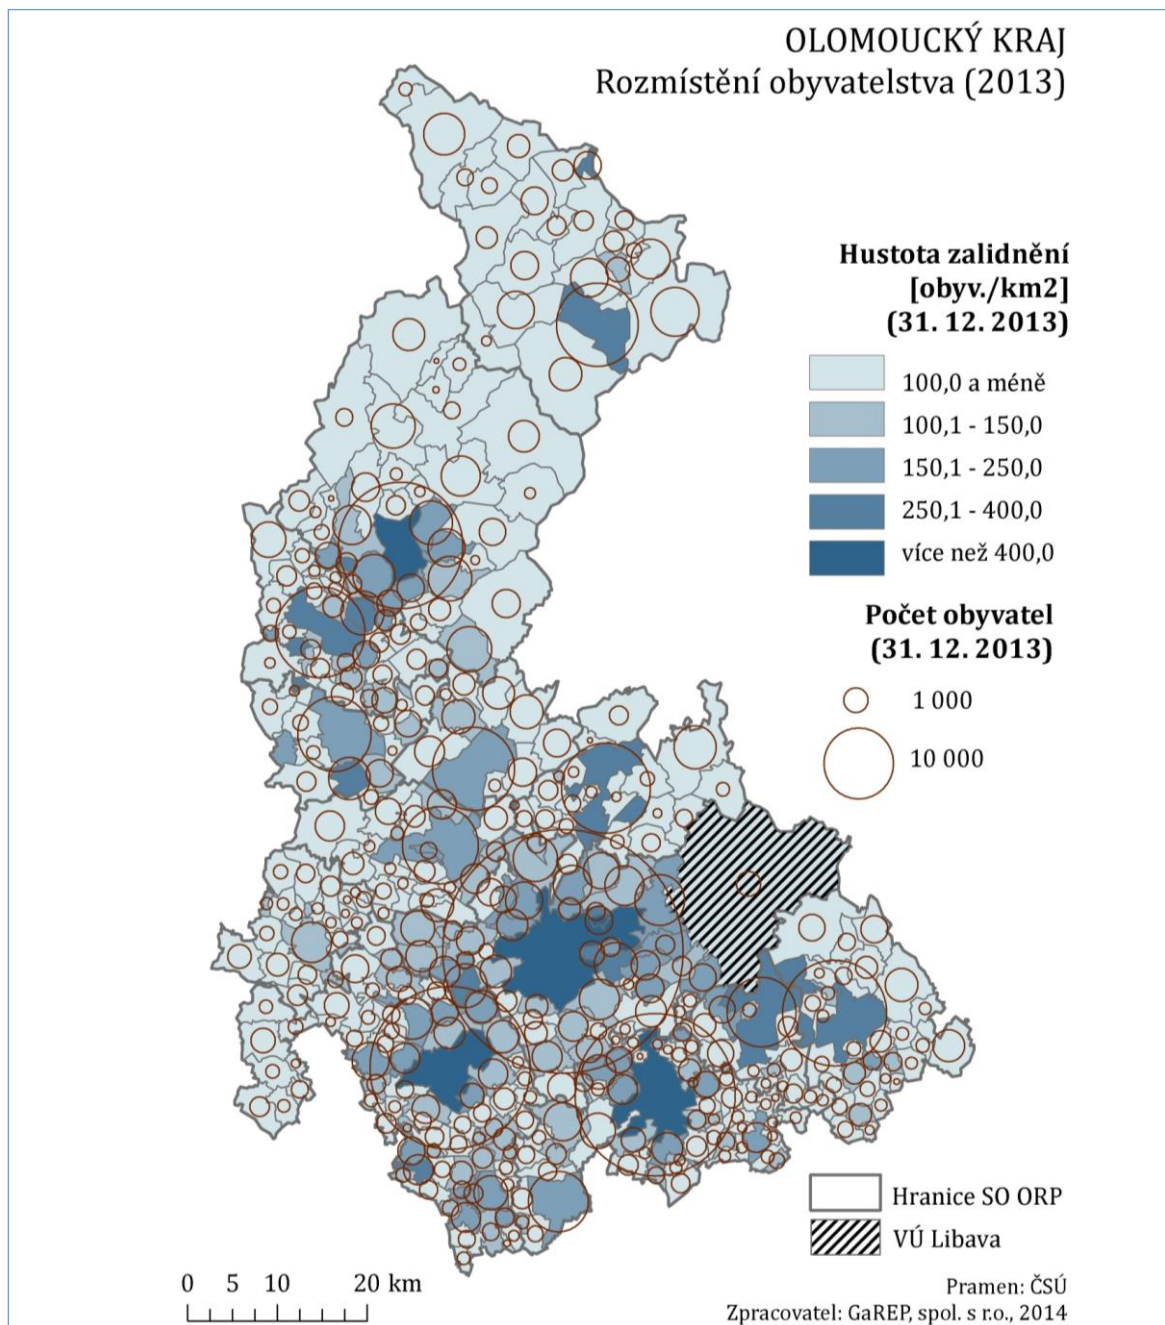 OLOMOUCKÝ KRAJ
Rozmístění obyvatelstva (2013)
Hustota zalidnění
[obyv./km2]
(31. 12. 2013)
100,0 a méně
100,1 - 150,0
150,1 - 250,0
250,1 - 400,0
více než 400,0
Počet obyvatel
(31. 12. 2013)
1 000
10 000
Hranice SO ORP
VÚ Libava
0 5 10 20 km
Pramen: ČSÚ
Zpracovatel: GaREP, spol. s r.o., 2014